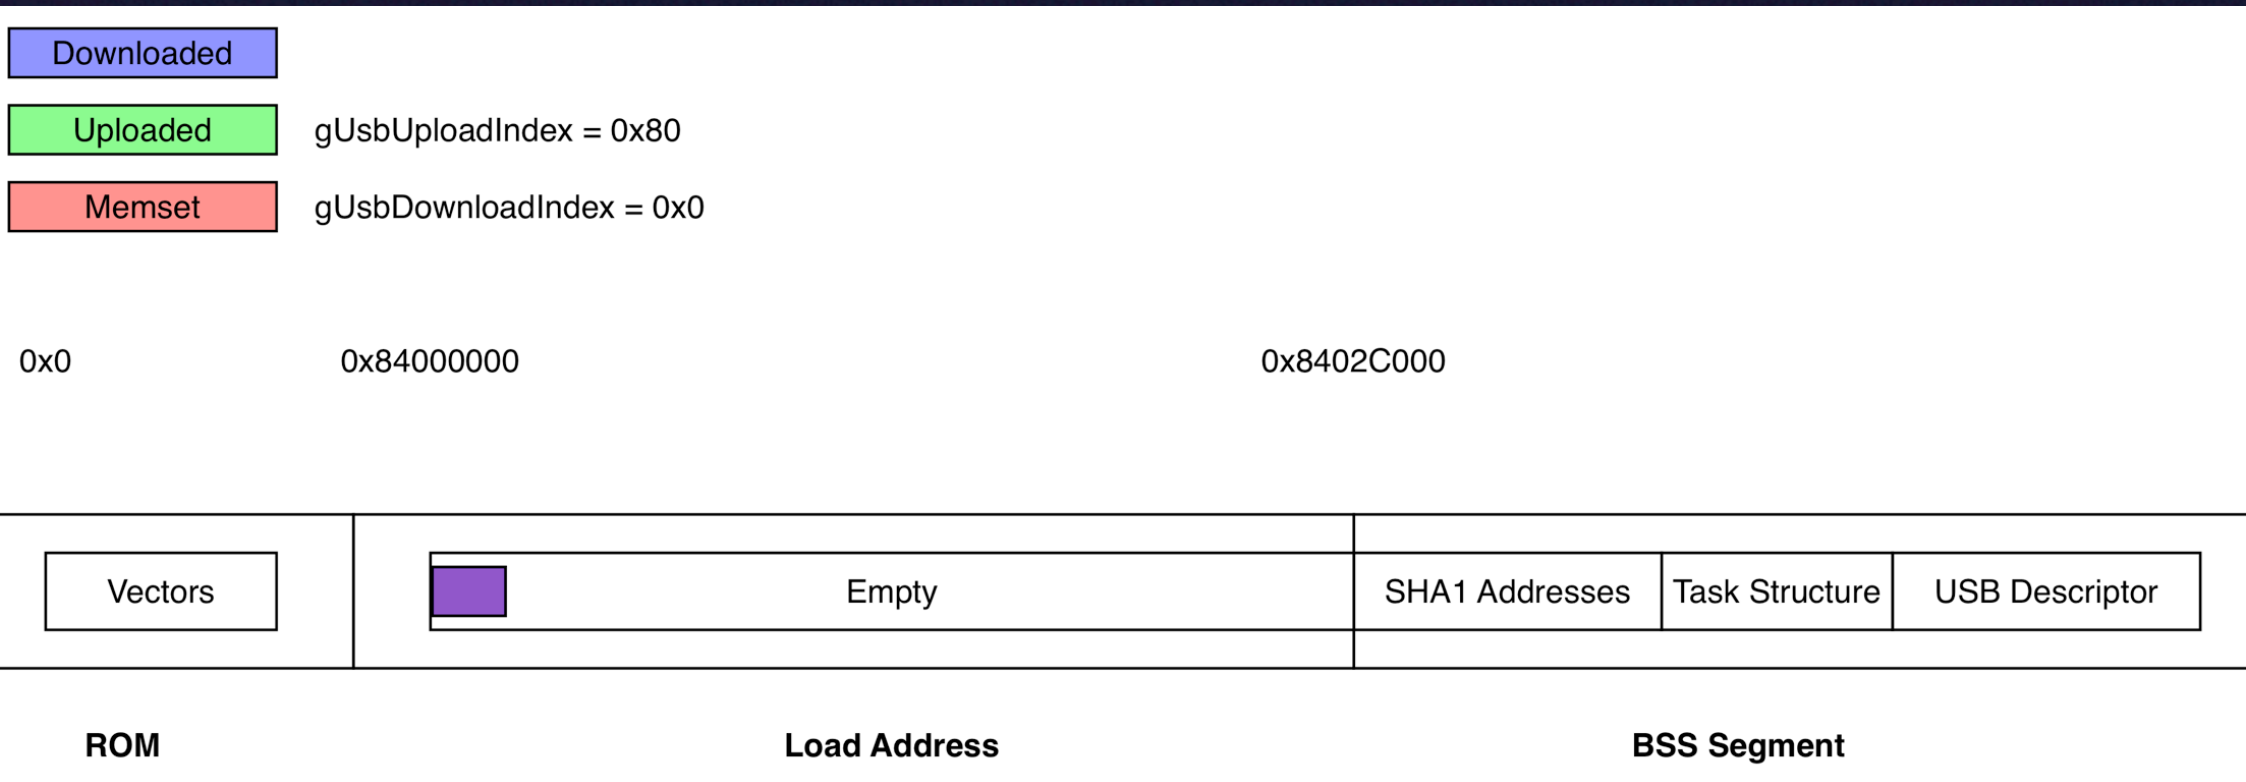 Downloaded
Uploaded gUsbUploadIndex = 0x80
Memset gUsbDownloadIndex = 0x0
0x0 0x84000000 0x8402C000
Vectors Empty SHA1 Addresses Task Structure USB Descriptor
ROM Load Address BSS Segment